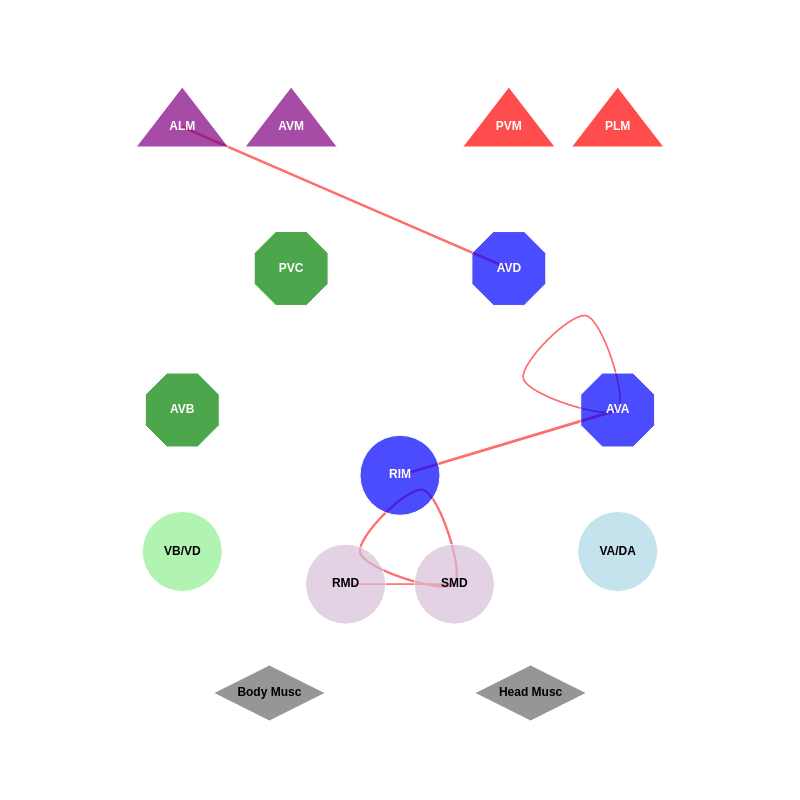 ALM
AVM
PVM
PLM
PVC
AVD
AVB
AVA
RIM
VB/VD
VA/DA
RMD
SMD
Body Musc
Head Musc